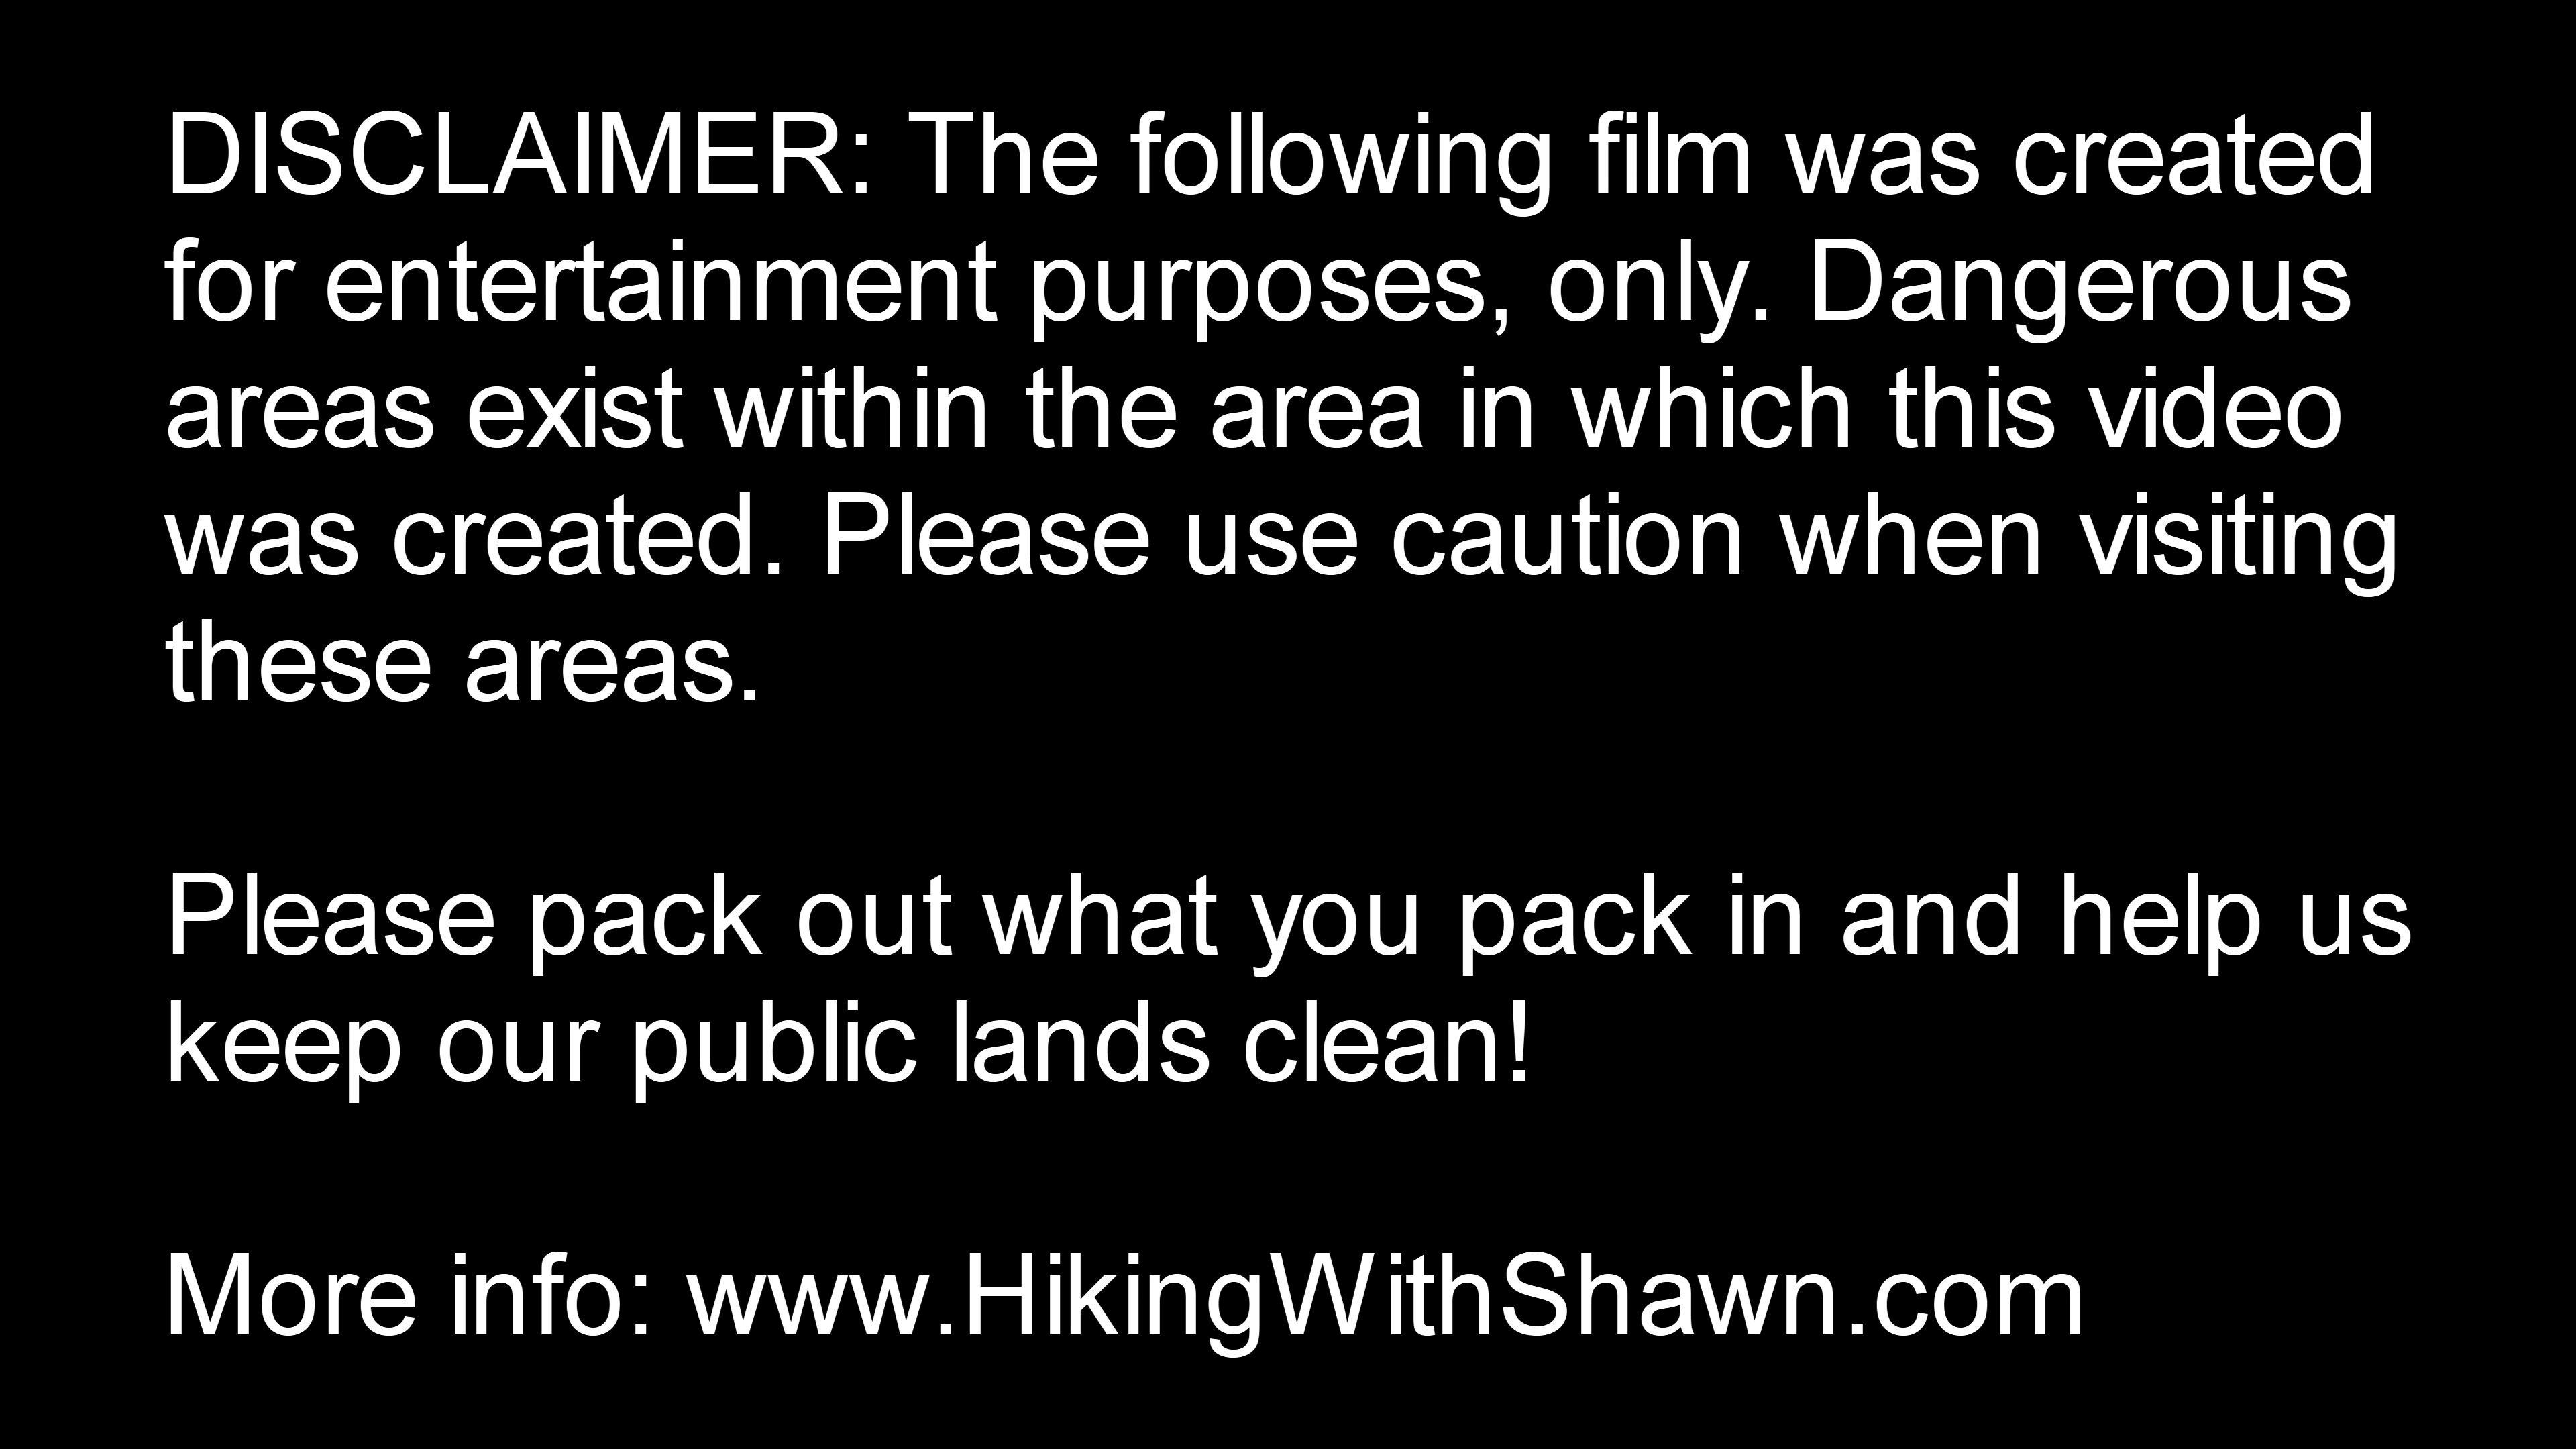 DISCLAIMER: The following film was created
for entertainment purposes, only. Dangerous
areas exist within the area in which this video
was created. Please use caution when visiting
these areas.
Please pack out what you pack in and help us
keep our public lands clean!
More info: www.HikingWithShawn.com